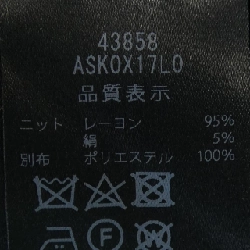 43858
ASKOX17L0
品質表示
ニット レーヨン 95%
絹 5%
別布 ポリエステル 100%